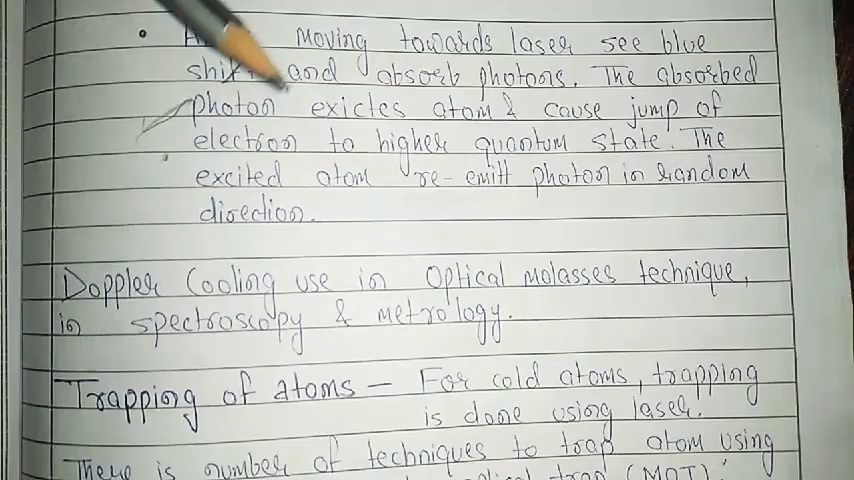 moving towards laser see blue
shift and absorb photons. The absorbed
photon exictes atom & cause jump of
electron to higher quantum state. The
excited atom re-emitt photon in random
direction.
Doppler Cooling use in Optical molasses technique,
in spectroscopy & metrology.
Trapping of atoms - For cold atoms, trapping
is done using laser.
There is number of techniques to trap atom using
trap (MOT).